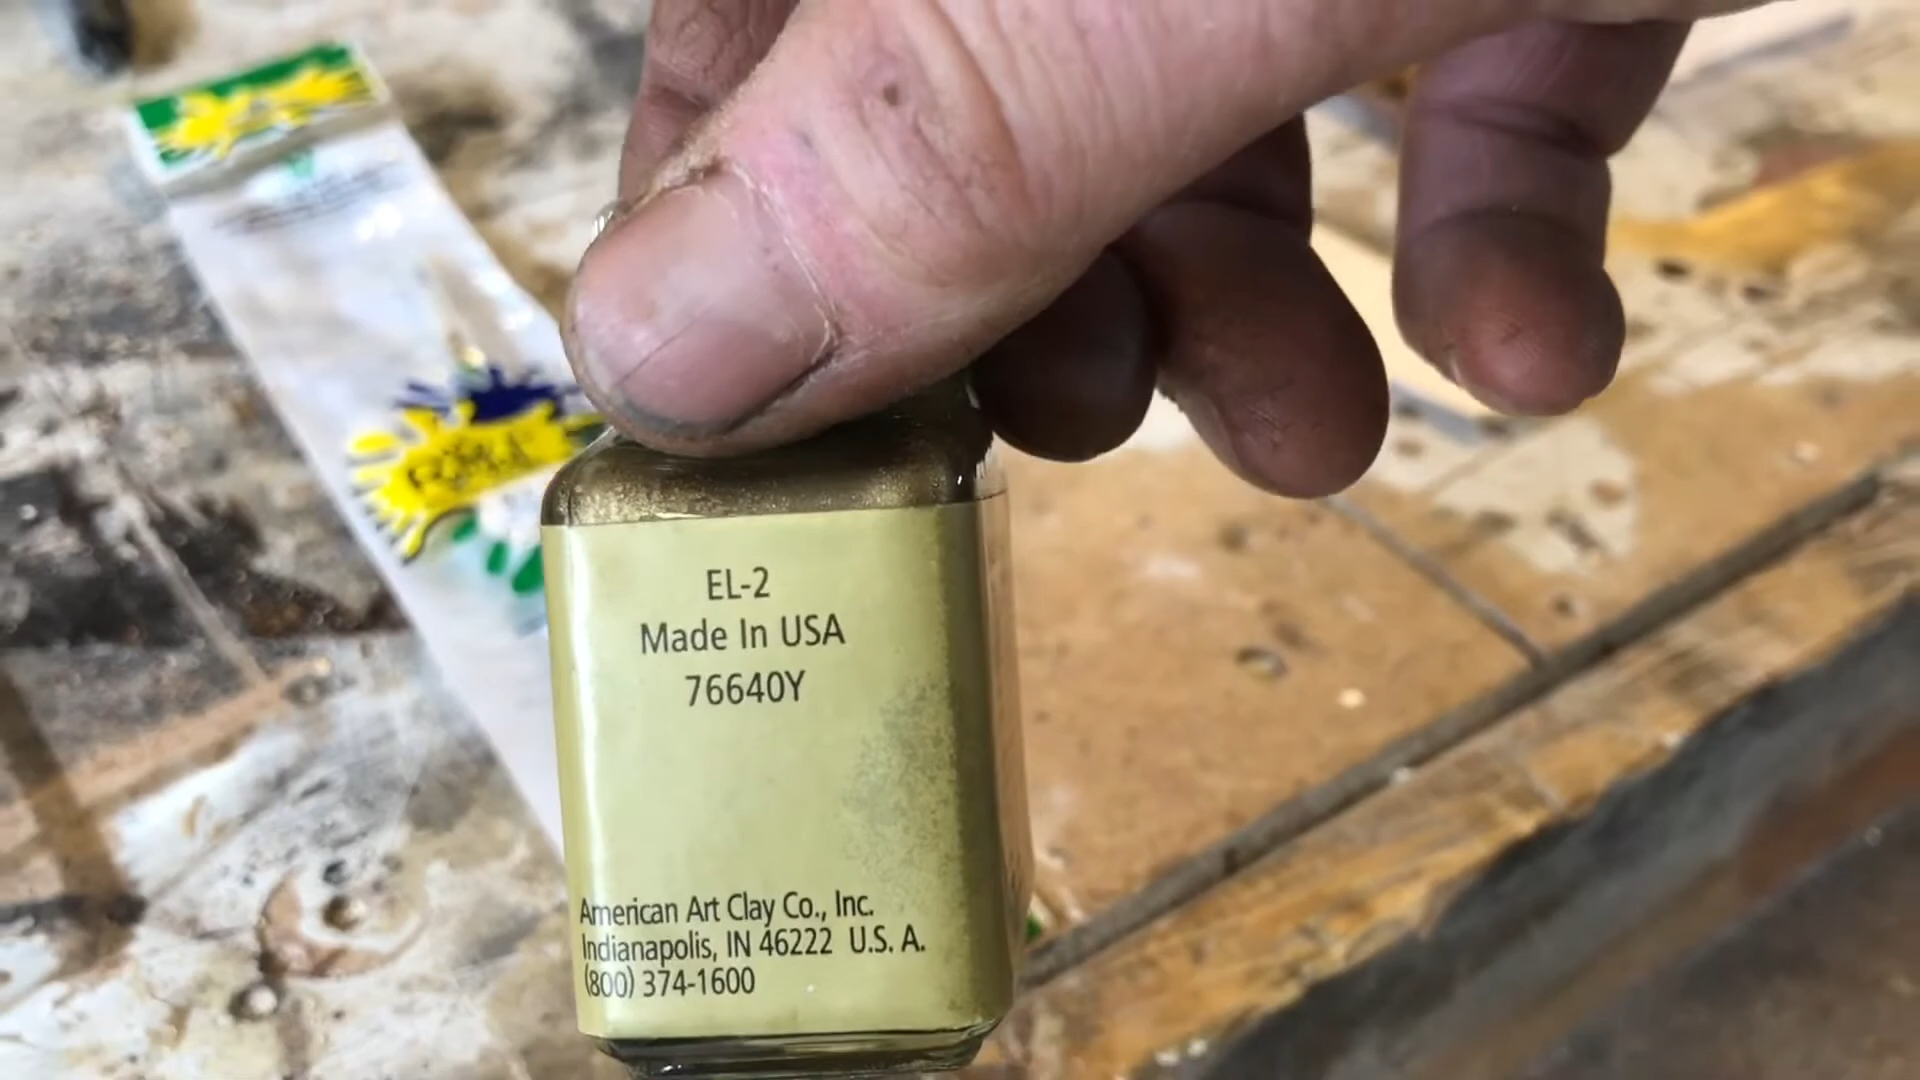 EL-2
Made In USA
76640Y
American Art Clay Co., Inc.
Indianapolis, IN 46222 U.S. A.
(800) 374-1600